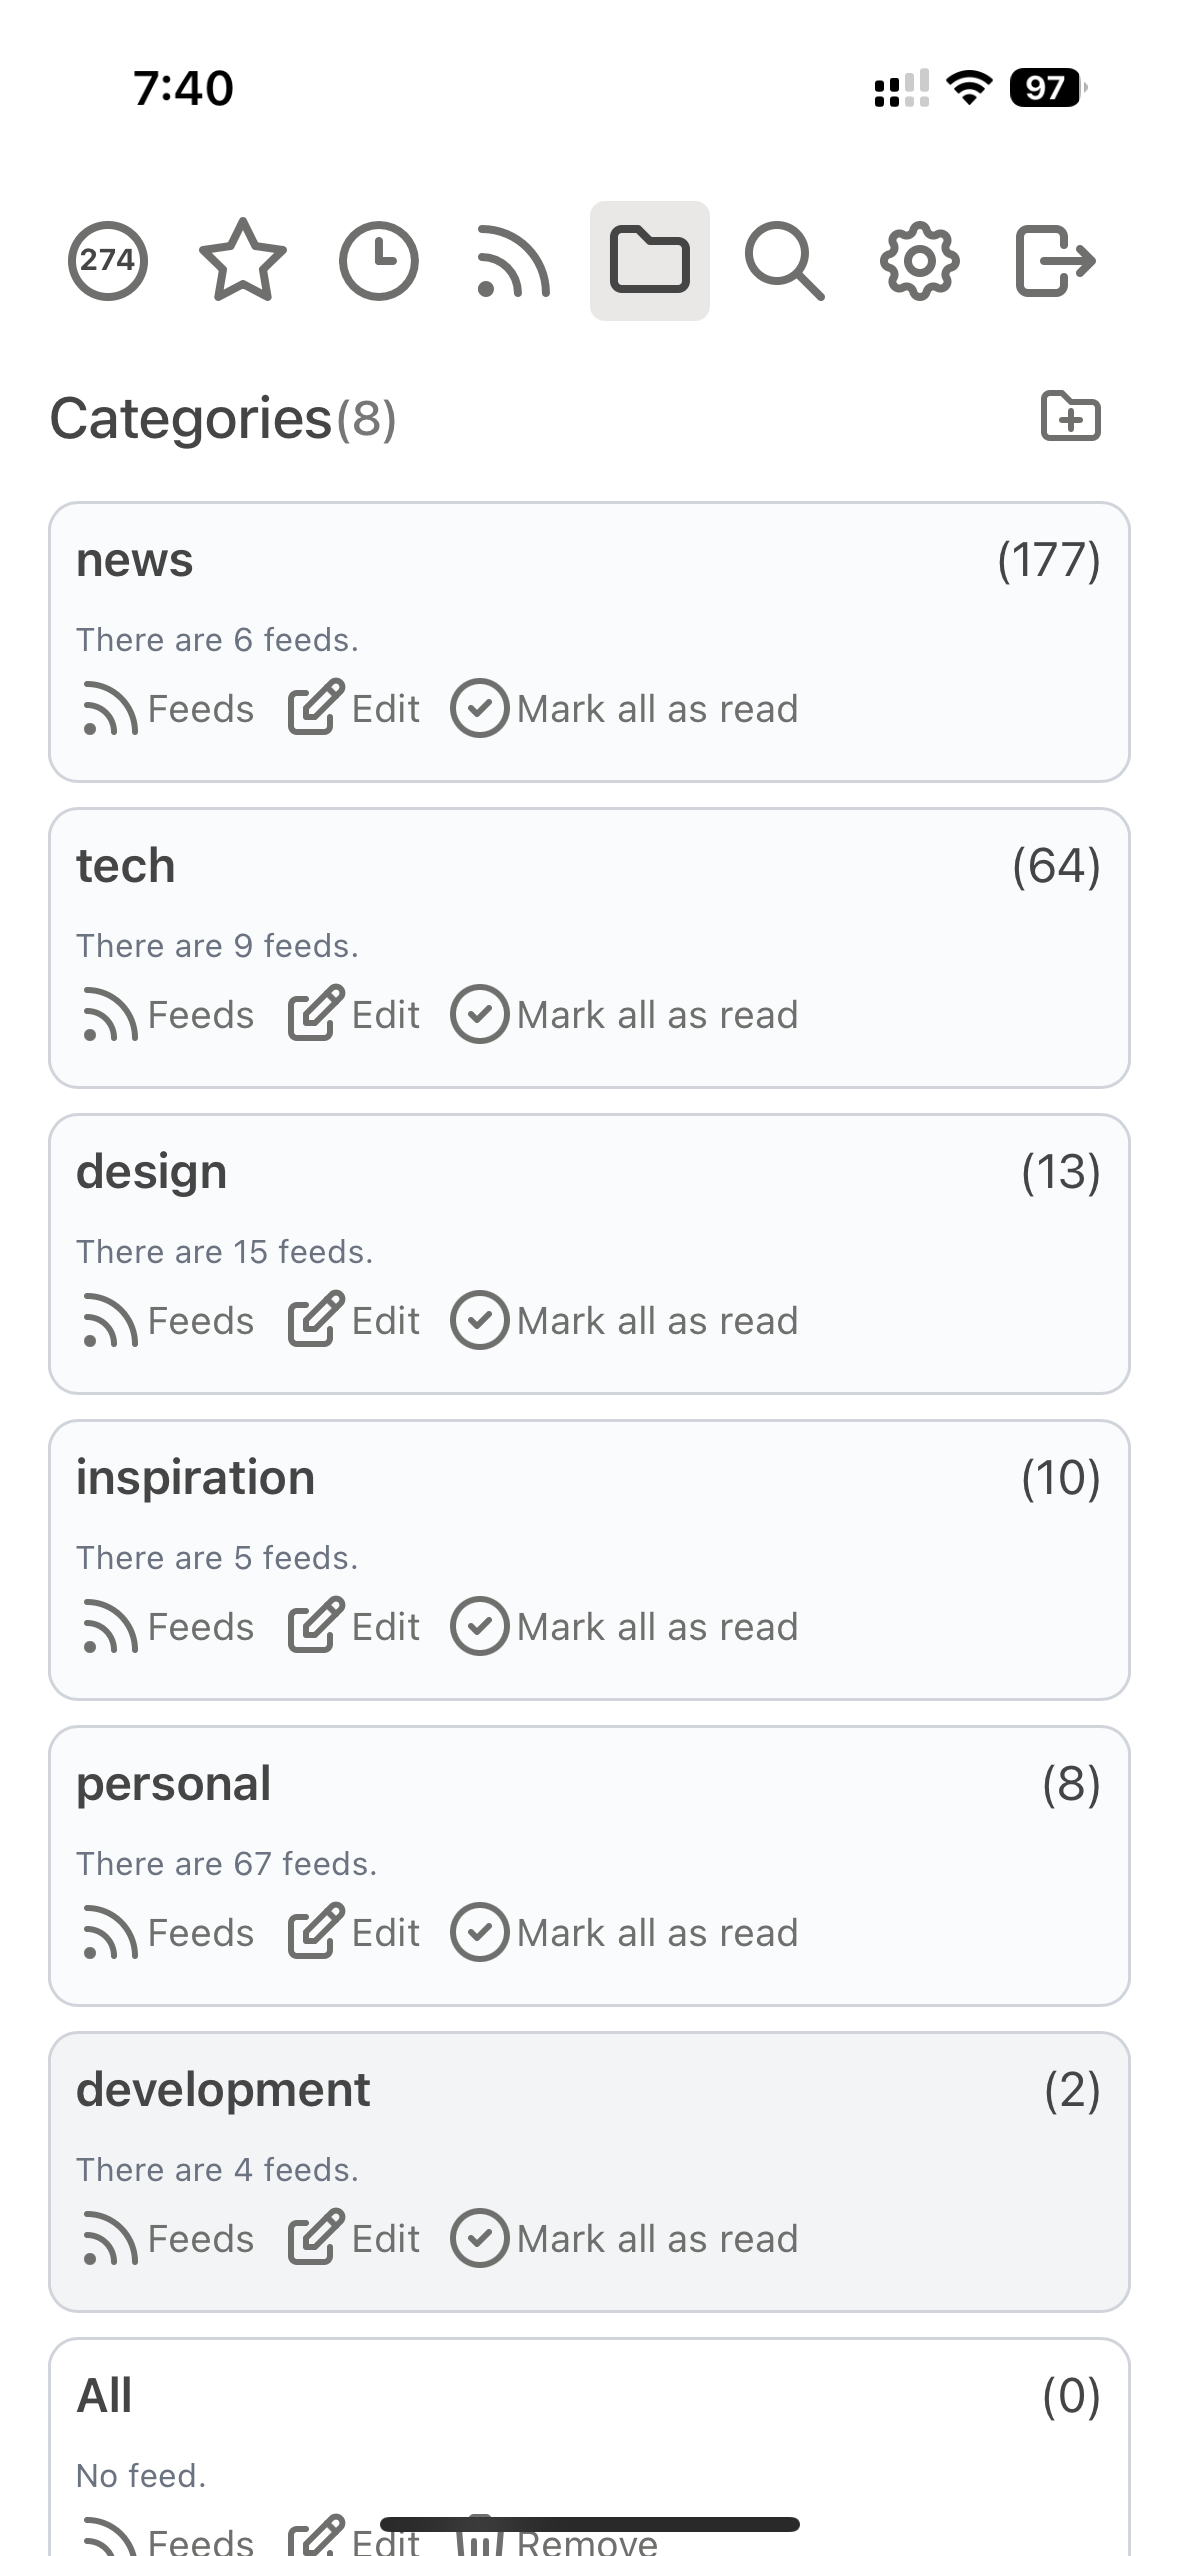 7:40 97
274
Categories(8)
news (177)
There are 6 feeds.
Feeds Edit Mark all as read
tech (64)
There are 9 feeds.
Feeds Edit Mark all as read
design (13)
There are 15 feeds.
Feeds Edit Mark all as read
inspiration (10)
There are 5 feeds.
Feeds Edit Mark all as read
personal (8)
There are 67 feeds.
Feeds Edit Mark all as read
development (2)
There are 4 feeds.
Feeds Edit Mark all as read
All (0)
No feed.
Feeds Edit Remove